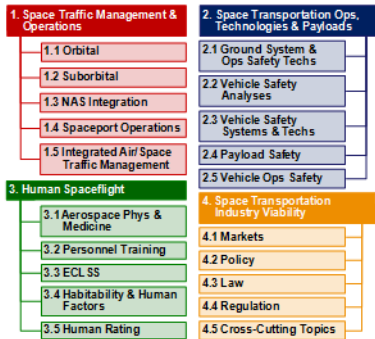 1. Space Traffic Management &
Operations
1.1 Orbital
1.2 Suborbital
1.3 NAS Integration
1.4 Spaceport Operations
1.5 Integrated Air/Space
Traffic Management
2. Space Transportation Ops,
Technologies & Payloads
2.1 Ground System &
Ops Safety Techs
2.2 Vehicle Safety
Analyses
2.3 Vehicle Safety
Systems & Techs
2.4 Payload Safety
2.5 Vehicle Ops Safety
3. Human Spaceflight
3.1 Aerospace Phys &
Medicine
3.2 Personnel Training
3.3 ECLSS
3.4 Habitability & Human
Factors
3.5 Human Rating
4. Space Transportation
Industry Viability
4.1 Markets
4.2 Policy
4.3 Law
4.4 Regulation
4.5 Cross-Cutting Topics